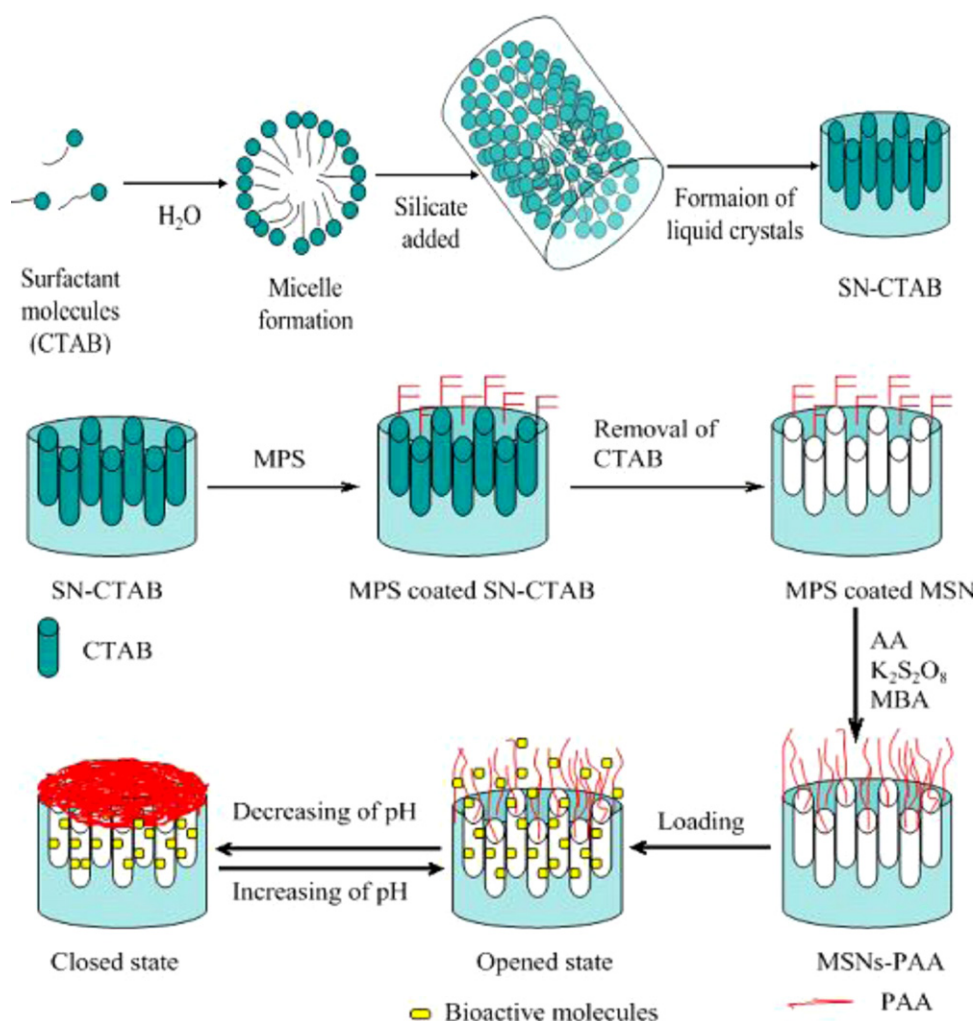 H₂O
Silicate
added
Formaion of
liquid crystals
Surfactant
molecules
(CTAB)
Micelle
formation
SN-CTAB
MPS
Removal of
CTAB
SN-CTAB
MPS coated SN-CTAB
MPS coated MSN
CTAB
AA
K₂S₂O₈
MBA
Decreasing of pH
Increasing of pH
Loading
Closed state
Opened state
MSNs-PAA
Bioactive molecules
PAA